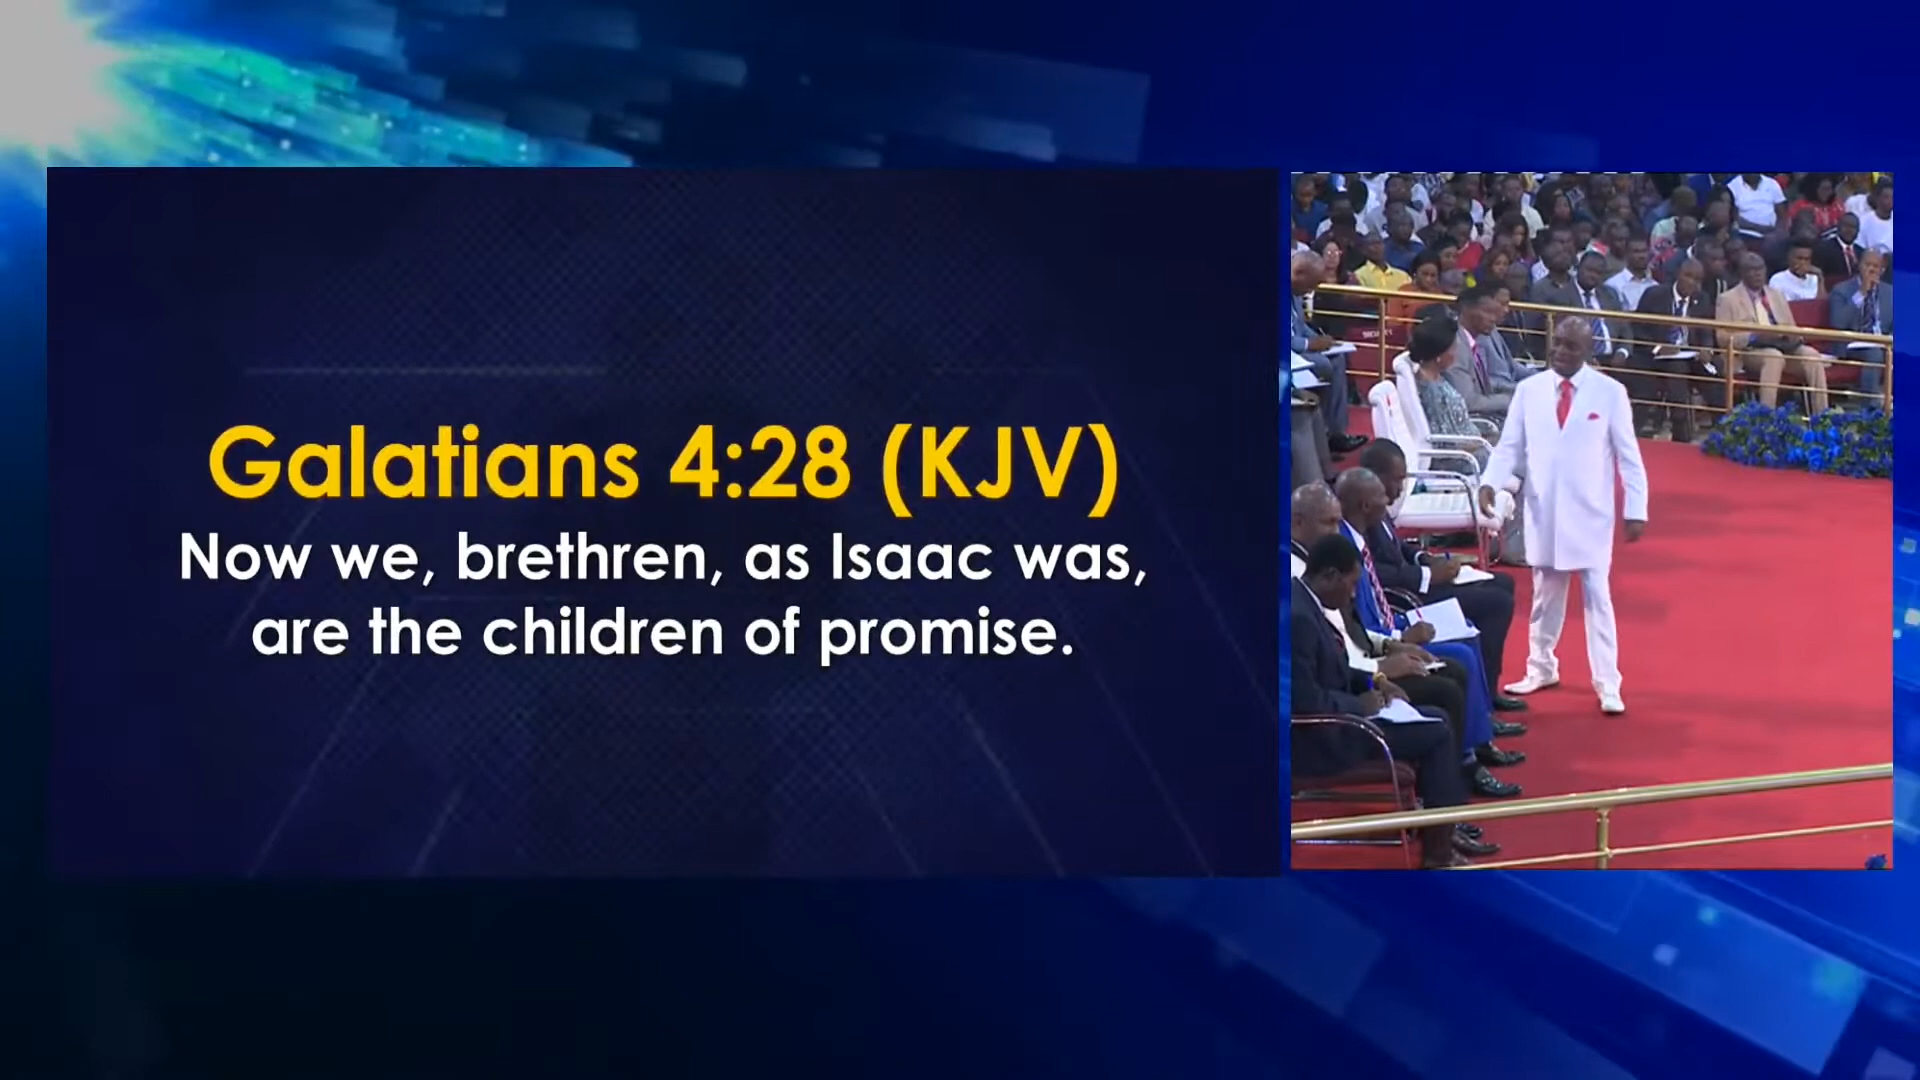 Galatians 4:28 (KJV)
Now we, brethren, as Isaac was,
are the children of promise.